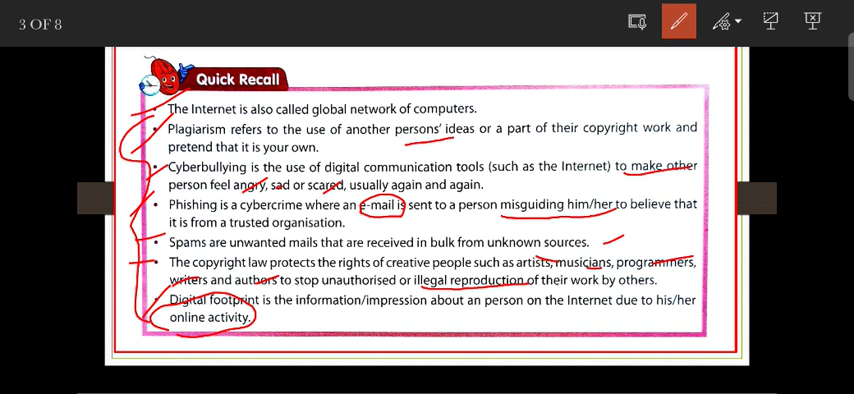 3 OF 8
Quick Recall
• The Internet is also called global network of computers.
• Plagiarism refers to the use of another persons' ideas or a part of their copyright work and
pretend that it is your own.
• Cyberbullying is the use of digital communication tools (such as the Internet) to make other
person feel angry, sad or scared, usually again and again.
• Phishing is a cybercrime where an e-mail is sent to a person misguiding him/her to believe that
it is from a trusted organisation.
• Spams are unwanted mails that are received in bulk from unknown sources.
• The copyright law protects the rights of creative people such as artists, musicians, programmers,
writers and authors to stop unauthorised or illegal reproduction of their work by others.
• Digital footprint is the information/impression about an person on the Internet due to his/her
online activity.